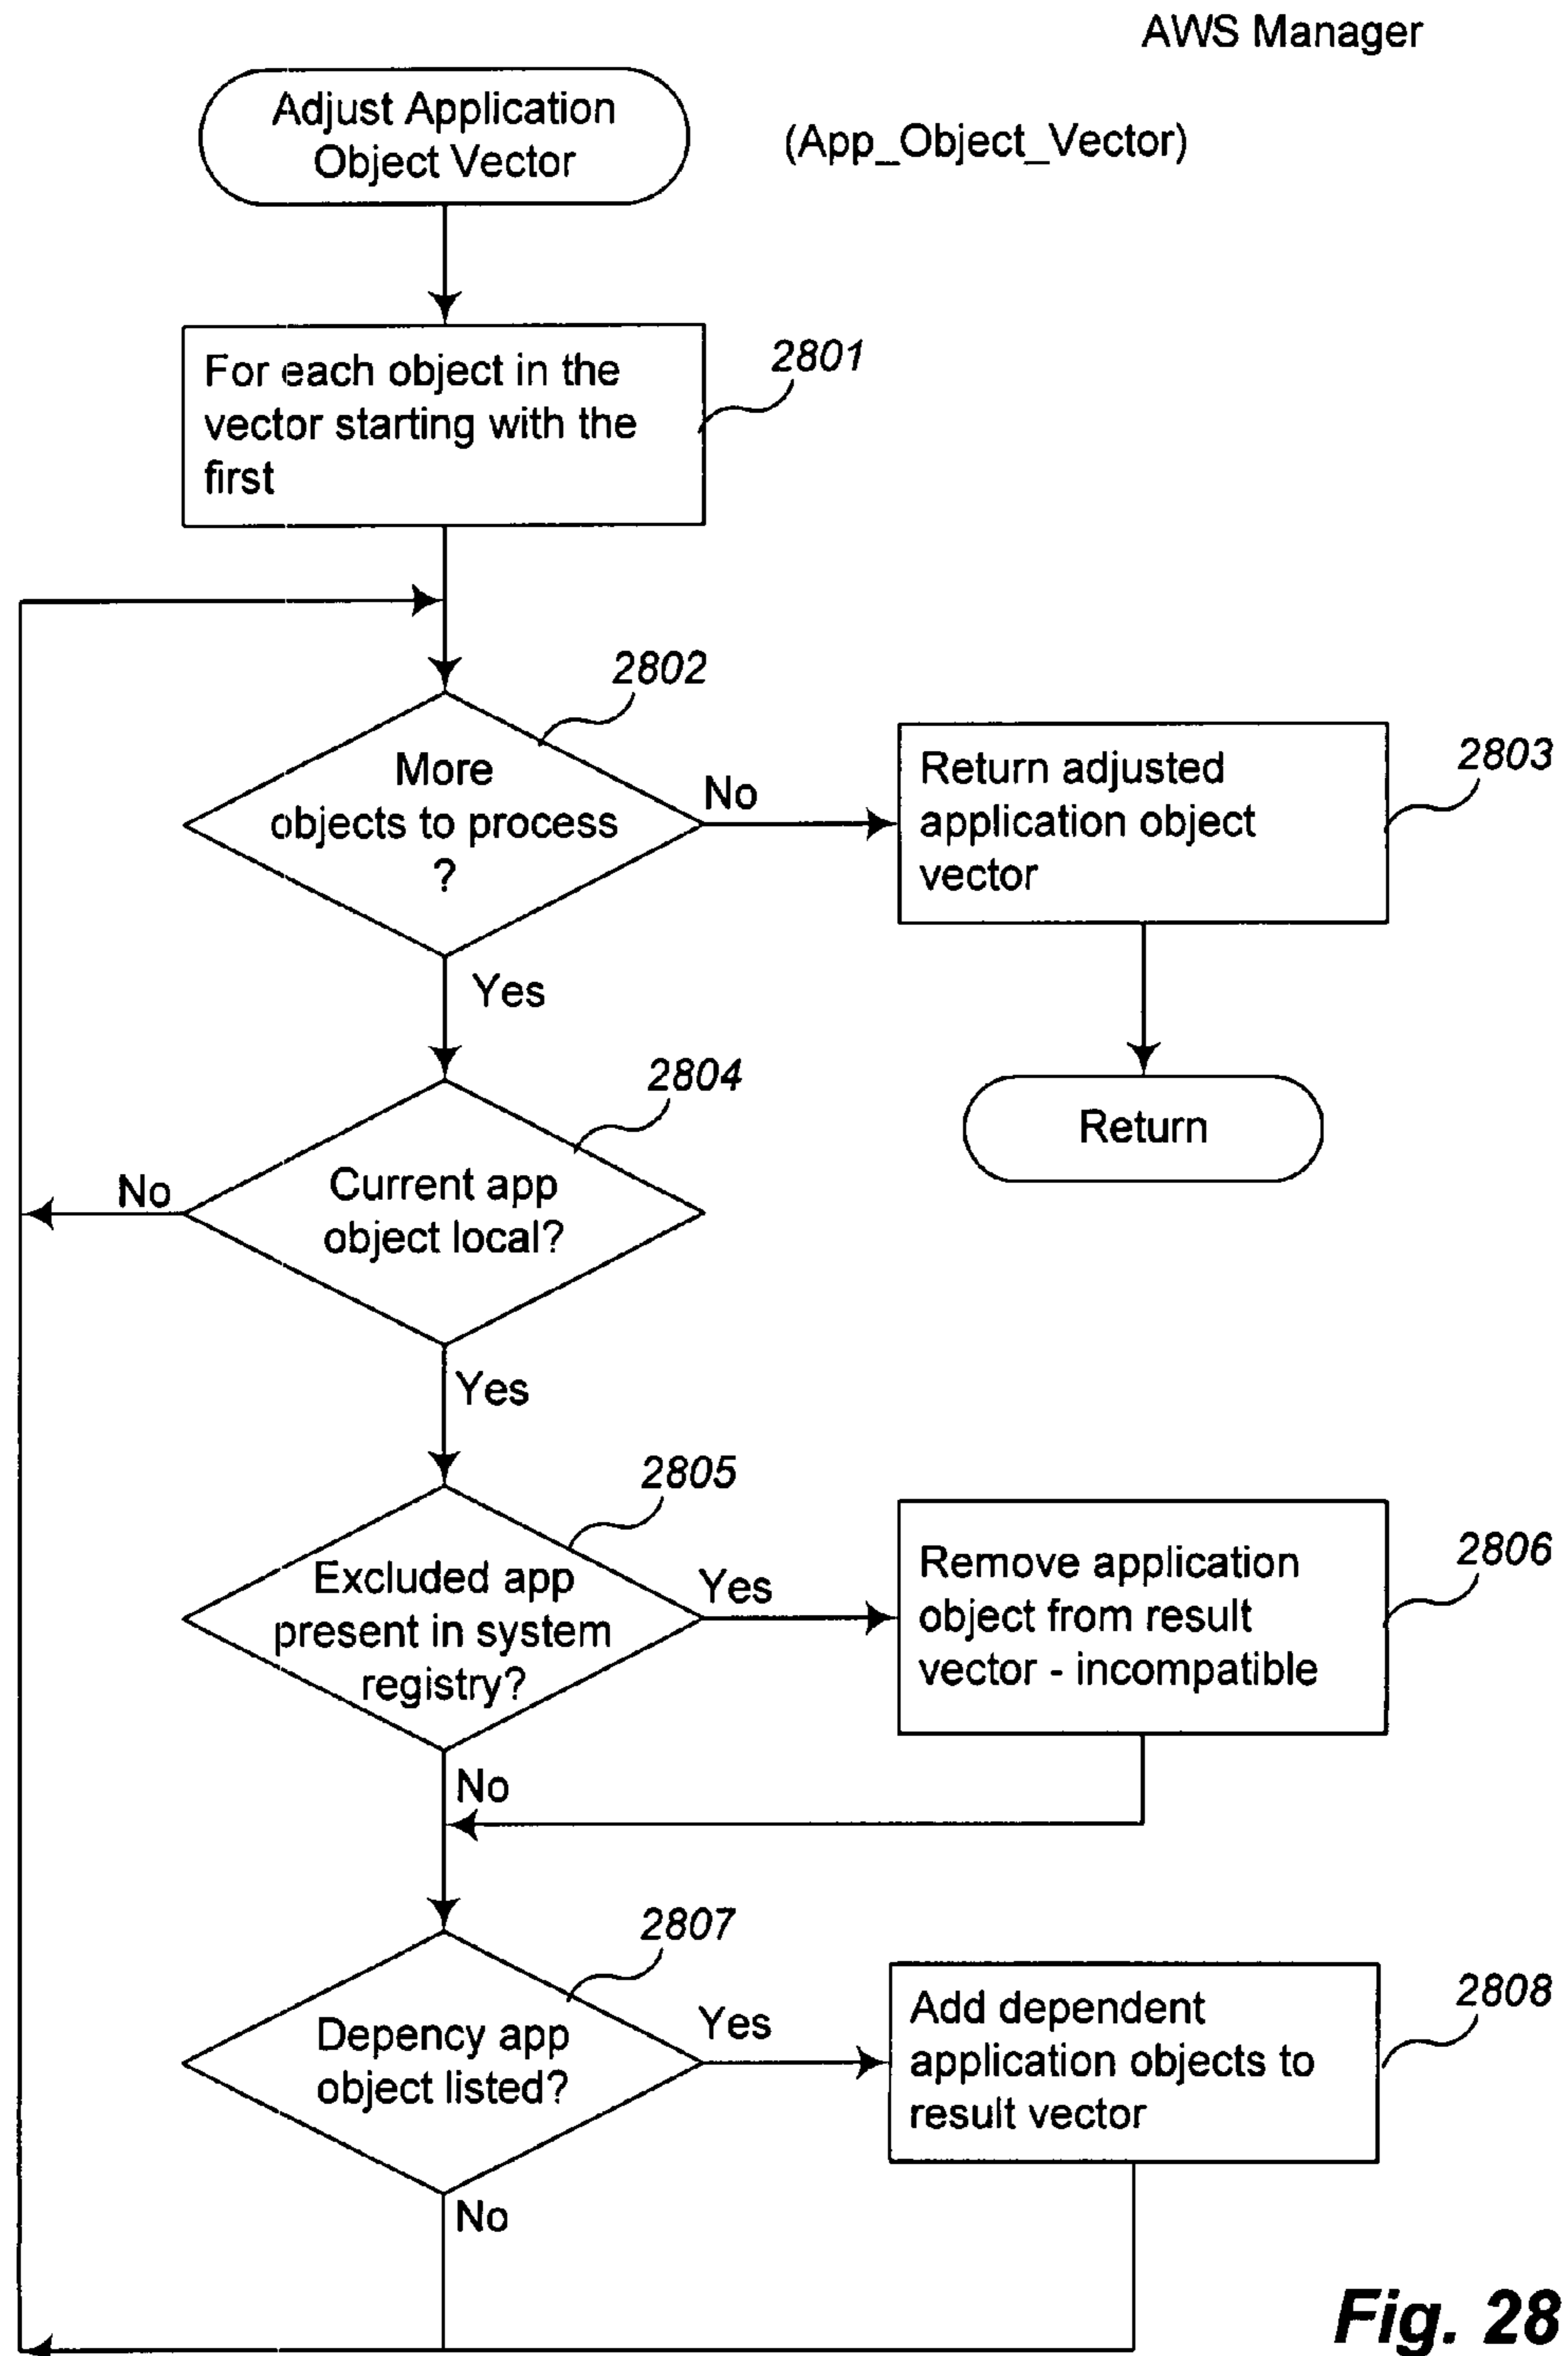 AWS Manager
Adjust Application
Object Vector
(App_Object_Vector)
For each object in the
vector starting with the
first
2801
2802
More
objects to process
?
No
Return adjusted
application object
vector
2803
Yes
Return
2804
Current app
object local?
No
Yes
2805
Excluded app
present in system
registry?
Yes
Remove application
object from result
vector - incompatible
2806
No
2807
Depency app
object listed?
Yes
Add dependent
application objects to
result vector
2808
No
Fig. 28